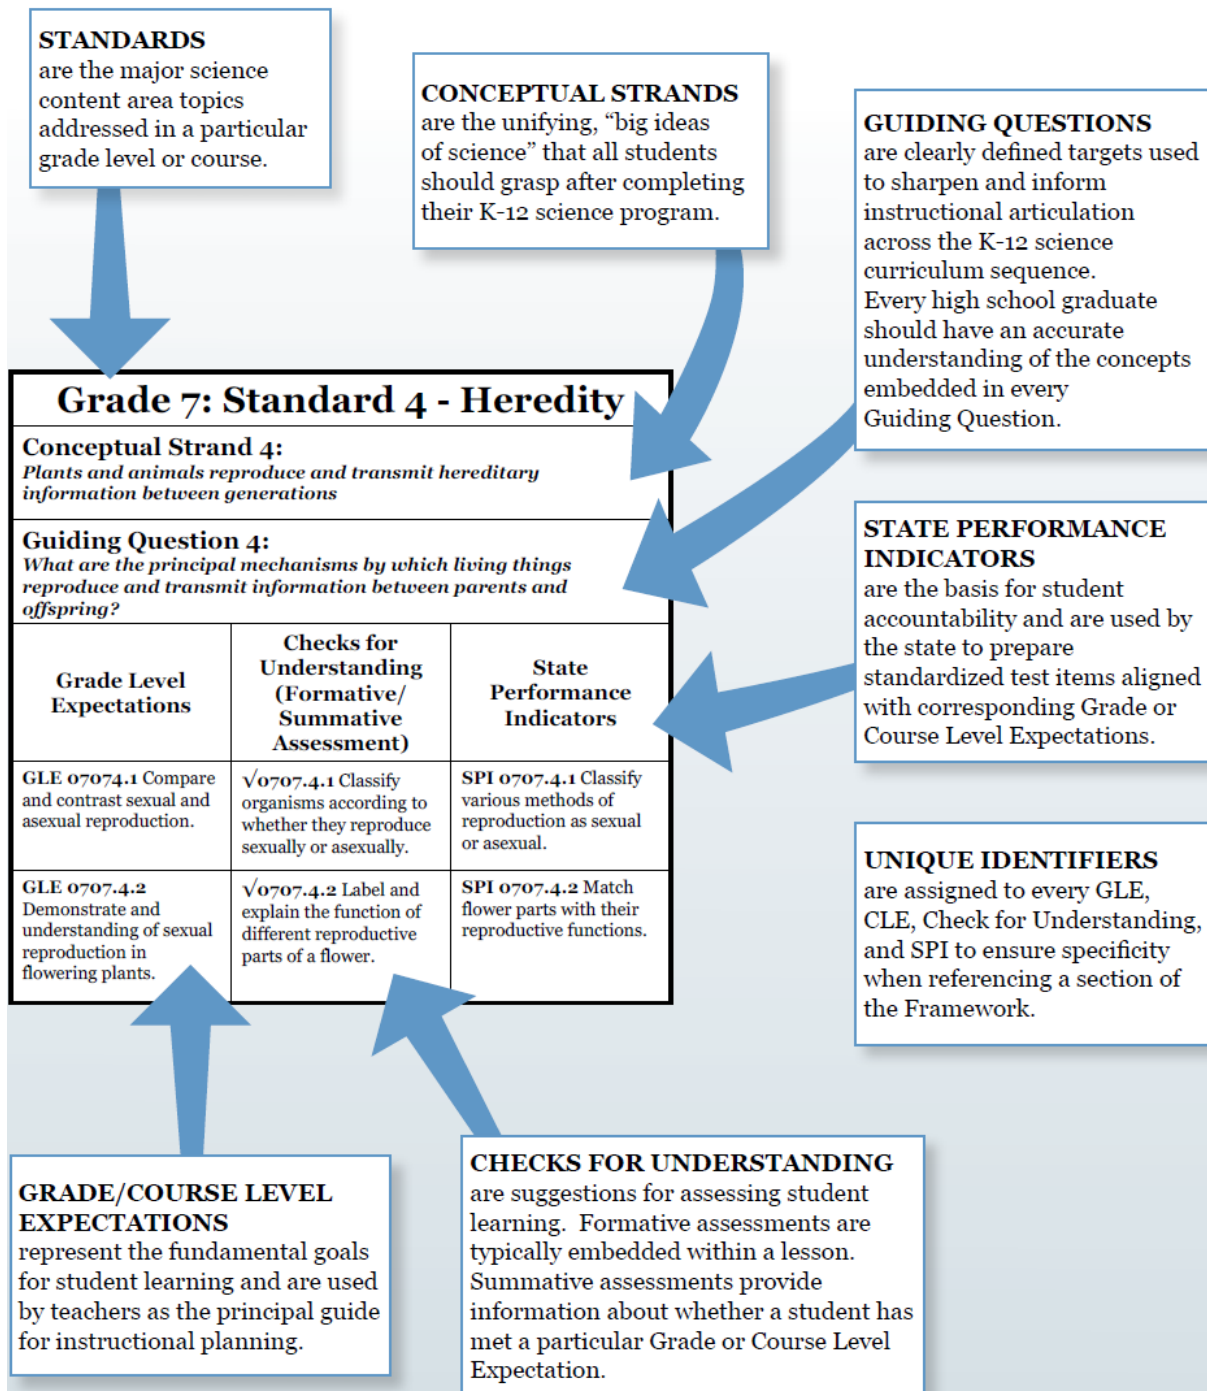 STANDARDS
are the major science
content area topics
addressed in a particular
grade level or course.
CONCEPTUAL STRANDS
are the unifying, “big ideas
of science” that all students
should grasp after completing
their K-12 science program.
GUIDING QUESTIONS
are clearly defined targets used
to sharpen and inform
instructional articulation
across the K-12 science
curriculum sequence.
Every high school graduate
should have an accurate
understanding of the concepts
embedded in every
Guiding Question.
Grade 7: Standard 4 - Heredity
Conceptual Strand 4:
Plants and animals reproduce and transmit hereditary
information between generations
Guiding Question 4:
What are the principal mechanisms by which living things
reproduce and transmit information between parents and
offspring?
Grade Level
Expectations
Checks for
Understanding
(Formative/
Summative
Assessment)
State
Performance
Indicators
GLE 07074.1 Compare
and contrast sexual and
asexual reproduction.
√0707.4.1 Classify
organisms according to
whether they reproduce
sexually or asexually.
SPI 0707.4.1 Classify
various methods of
reproduction as sexual
or asexual.
GLE 0707.4.2
Demonstrate and
understanding of sexual
reproduction in
flowering plants.
√0707.4.2 Label and
explain the function of
different reproductive
parts of a flower.
SPI 0707.4.2 Match
flower parts with their
reproductive functions.
STATE PERFORMANCE
INDICATORS
are the basis for student
accountability and are used by
the state to prepare
standardized test items aligned
with corresponding Grade or
Course Level Expectations.
UNIQUE IDENTIFIERS
are assigned to every GLE,
CLE, Check for Understanding,
and SPI to ensure specificity
when referencing a section of
the Framework.
GRADE/COURSE LEVEL
EXPECTATIONS
represent the fundamental goals
for student learning and are used
by teachers as the principal guide
for instructional planning.
CHECKS FOR UNDERSTANDING
are suggestions for assessing student
learning.  Formative assessments are
typically embedded within a lesson.
Summative assessments provide
information about whether a student has
met a particular Grade or Course Level
Expectation.